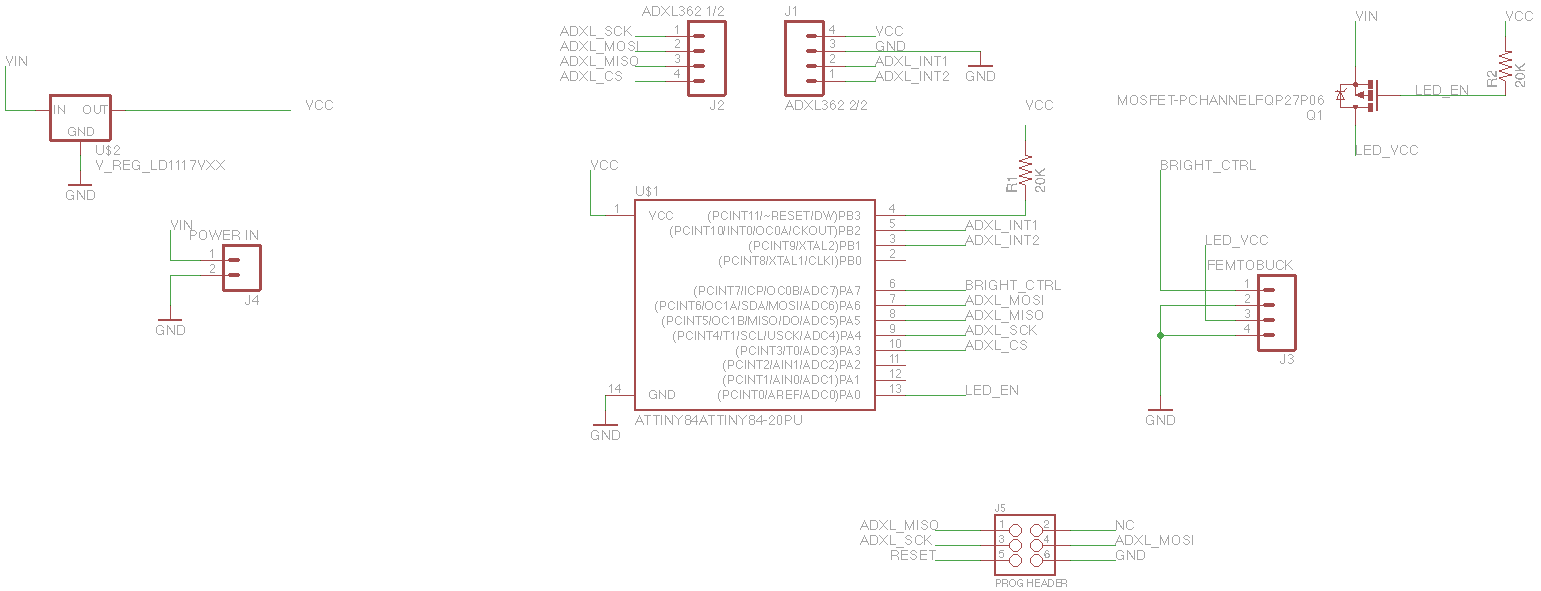 ADXL362 1/2
J1
VIN
VCC
ADXL_SCK
1
4
VCC
ADXL_MOSI
2
3
GND
ADXL_MISO
3
2
ADXL_INT1
ADXL_CS
4
1
ADXL_INT2
GND
J2
ADXL362 2/2
VIN
IN
OUT
VCC
GND
U$2
V_REG_LD1117VXX
GND
R2
20K
MOSFET-PCHANNELFQP27P06
Q1
LED_EN
LED_VCC
VCC
R1
20K
VCC
U$1
1
VCC
(PCINT11/~RESET/DW)PB3
4
(PCINT10/INT0/OC0A/CKOUT)PB2
5
ADXL_INT1
(PCINT9/XTAL2)PB1
3
ADXL_INT2
(PCINT8/XTAL1/CLKI)PB0
2
(PCINT7/ICP/OC0B/ADC7)PA7
6
BRIGHT_CTRL
(PCINT6/OC1A/SDA/MOSI/ADC6)PA6
7
ADXL_MOSI
(PCINT5/OC1B/MISO/DO/ADC5)PA5
8
ADXL_MISO
(PCINT4/T1/SCL/USCK/ADC4)PA4
9
ADXL_SCK
(PCINT3/T0/ADC3)PA3
10
ADXL_CS
(PCINT2/AIN1/ADC2)PA2
11
(PCINT1/AIN0/ADC1)PA1
12
14
GND
(PCINT0/AREF/ADC0)PA0
13
LED_EN
GND
ATTINY84ATTINY84-20PU
VIN
POWER IN
1
2
J4
GND
BRIGHT_CTRL
LED_VCC
FEMTOBUCK
1
2
3
4
J3
GND
J5
ADXL_MISO
1
2
NC
ADXL_SCK
3
4
ADXL_MOSI
RESET
5
6
GND
PROG HEADER